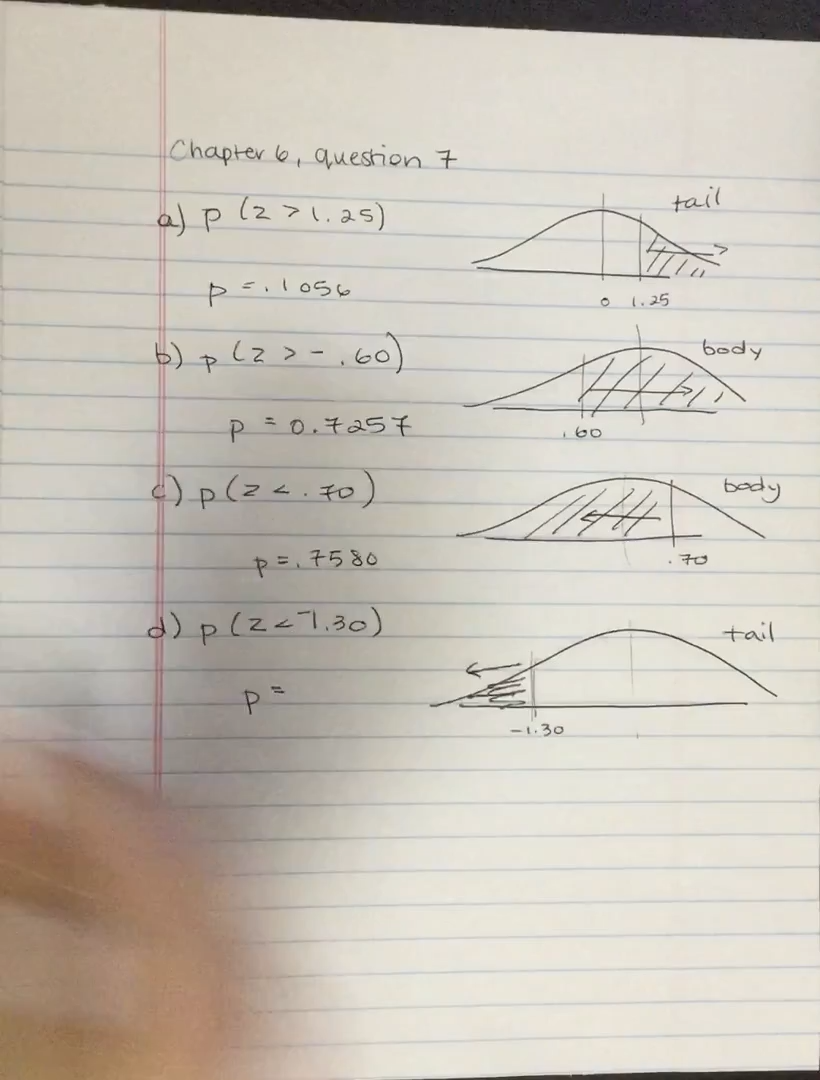 Chapter 6, question 7
a) p (z > 1.25)
tail
p = .1056
0 1.25
b) p (z > - .60)
body
p = 0.7257
.60
c) p (z < .70)
body
p = .7580
.70
d) p (z < -1.30)
tail
p =
-1.30